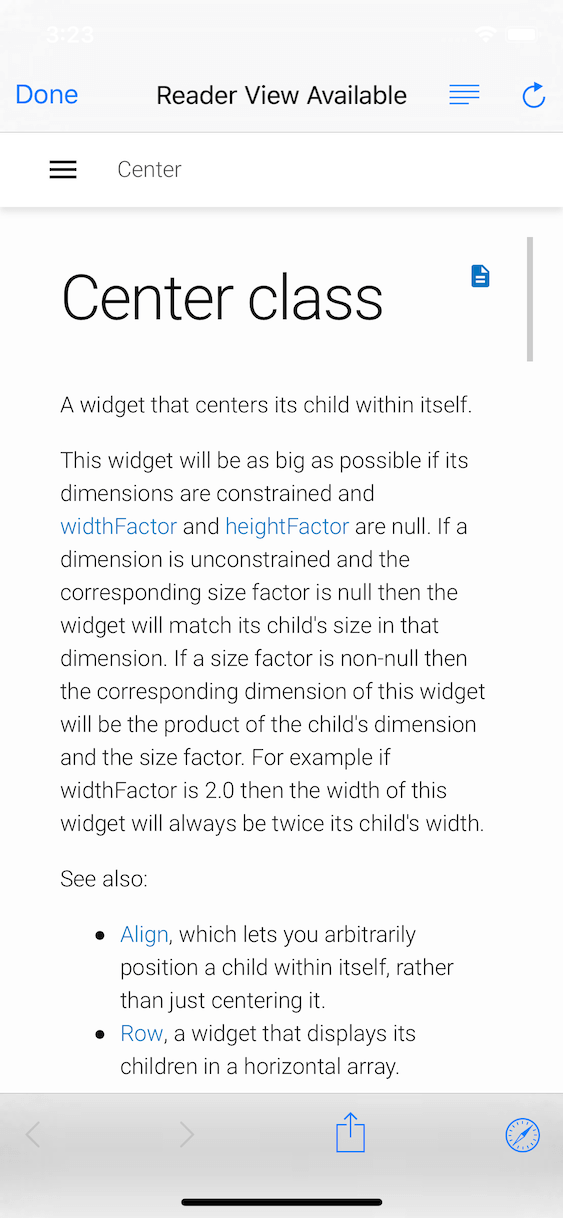 3:23
Done
Reader View Available
Center
Center class
A widget that centers its child within itself.
This widget will be as big as possible if its
dimensions are constrained and
widthFactor and heightFactor are null. If a
dimension is unconstrained and the
corresponding size factor is null then the
widget will match its child's size in that
dimension. If a size factor is non-null then
the corresponding dimension of this widget
will be the product of the child's dimension
and the size factor. For example if
widthFactor is 2.0 then the width of this
widget will always be twice its child's width.
See also:
• Align, which lets you arbitrarily
position a child within itself, rather
than just centering it.
• Row, a widget that displays its
children in a horizontal array.